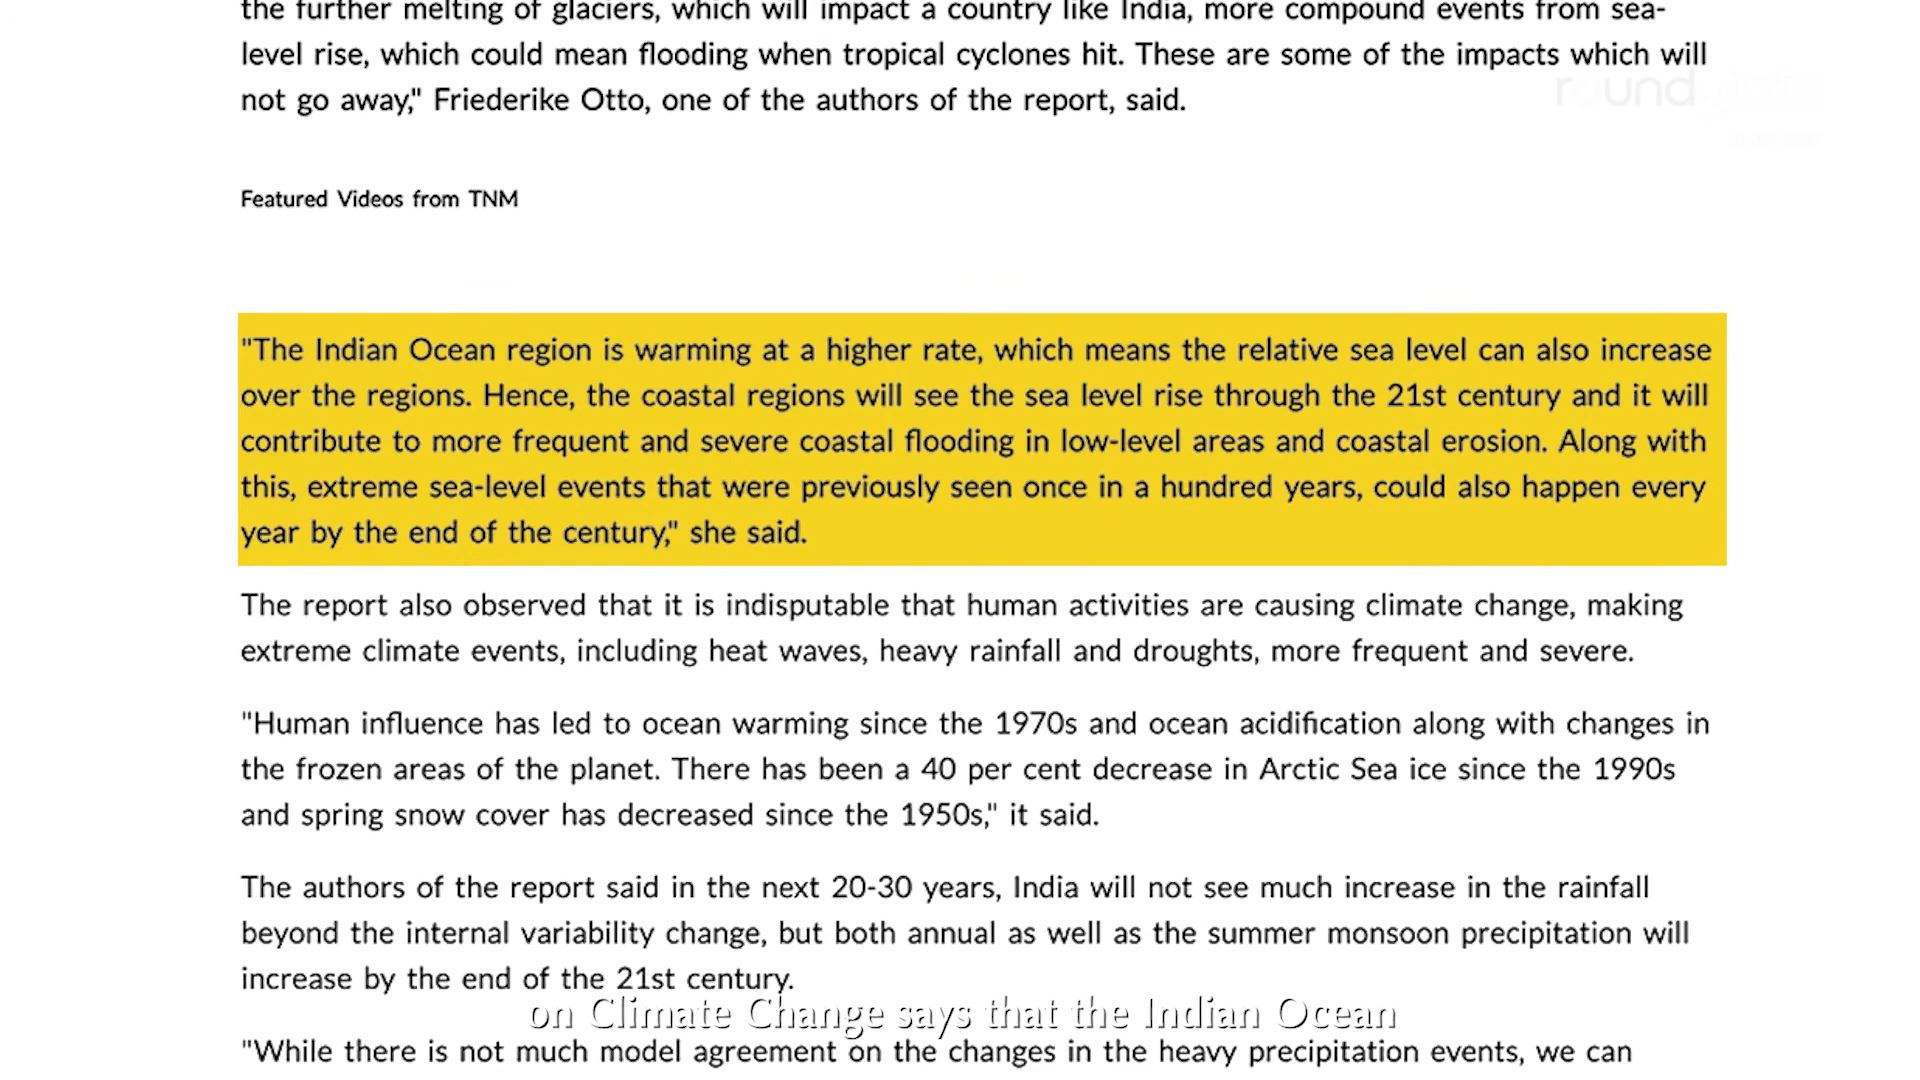 the further melting of glaciers, which will impact a country like India, more compound events from sea-
level rise, which could mean flooding when tropical cyclones hit. These are some of the impacts which will
not go away," Friederike Otto, one of the authors of the report, said.
round
Featured Videos from TNM
"The Indian Ocean region is warming at a higher rate, which means the relative sea level can also increase
over the regions. Hence, the coastal regions will see the sea level rise through the 21st century and it will
contribute to more frequent and severe coastal flooding in low-level areas and coastal erosion. Along with
this, extreme sea-level events that were previously seen once in a hundred years, could also happen every
year by the end of the century," she said.
The report also observed that it is indisputable that human activities are causing climate change, making
extreme climate events, including heat waves, heavy rainfall and droughts, more frequent and severe.
"Human influence has led to ocean warming since the 1970s and ocean acidification along with changes in
the frozen areas of the planet. There has been a 40 per cent decrease in Arctic Sea ice since the 1990s
and spring snow cover has decreased since the 1950s," it said.
The authors of the report said in the next 20-30 years, India will not see much increase in the rainfall
beyond the internal variability change, but both annual as well as the summer monsoon precipitation will
increase by the end of the 21st century.
on Climate Change says that the Indian Ocean
"While there is not much model agreement on the changes in the heavy precipitation events, we can